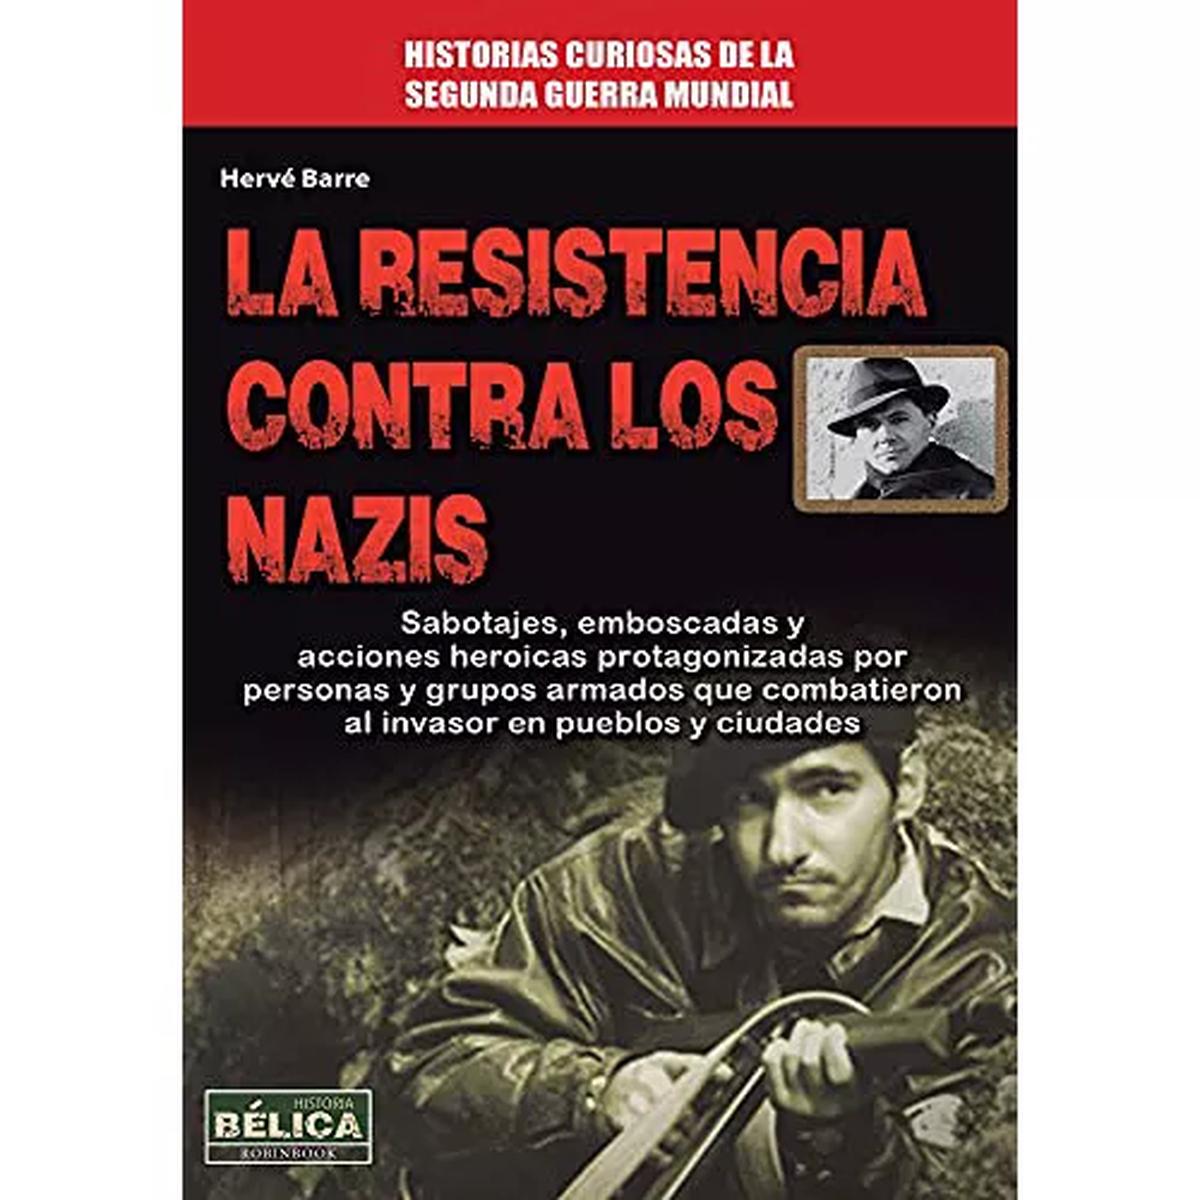 HISTORIAS CURIOSAS DE LA
SEGUNDA GUERRA MUNDIAL
Hervé Barre
LA RESISTENCIA
CONTRA LOS
NAZIS
Sabotajes, emboscadas y
acciones heroicas protagonizadas por
personas y grupos armados que combatieron
al invasor en pueblos y ciudades
HISTORIA
BÉLICA
ROBINBOOK